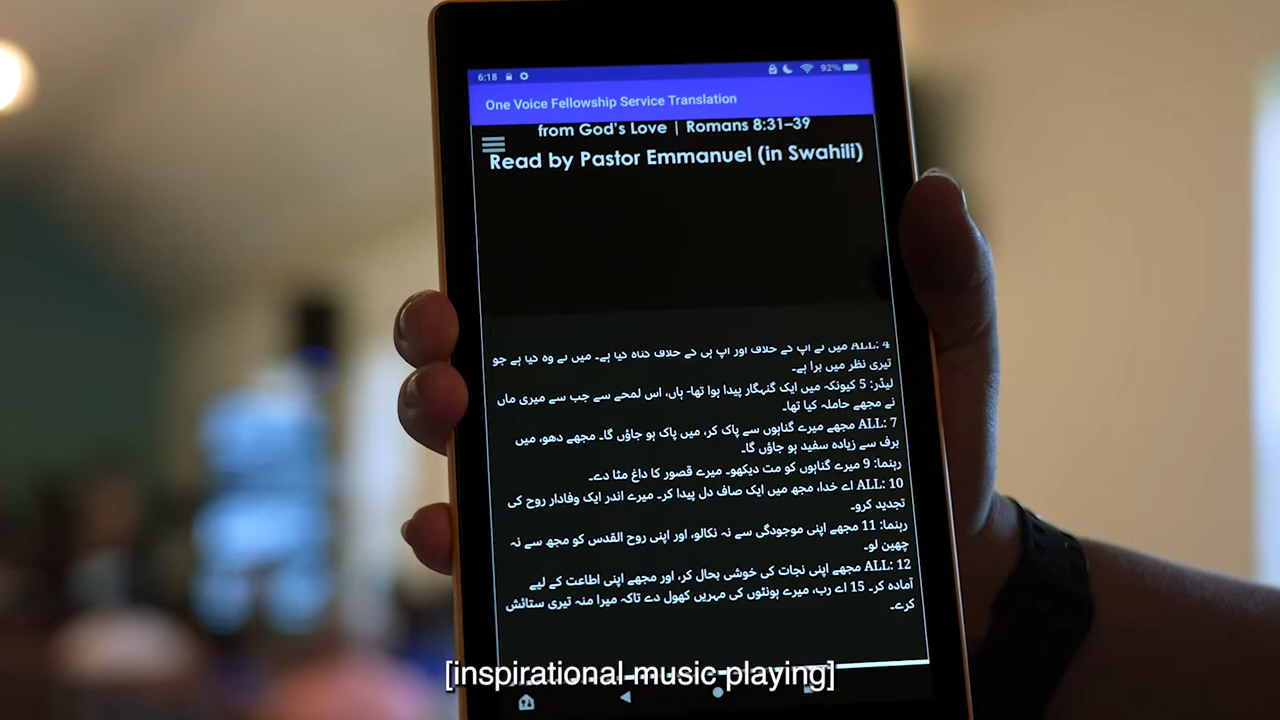 6:18
92%
One Voice Fellowship Service Translation
from God's Love | Romans 8:31–39
Read by Pastor Emmanuel (in Swahili)
ALL: 4 میں نے آپ کے خلاف اور آپ ہی کے خلاف گناہ کیا ہے۔ میں نے وہ کیا ہے جو
تیری نظر میں برا ہے۔
لیڈر: 5 کیونکہ میں ایک گنہگار پیدا ہوا تھا- ہاں، اس لمحے سے جب سے میری ماں
نے مجھے حاملہ کیا تھا۔
ALL: 7 مجھے میرے گناہوں سے پاک کر، میں پاک ہو جاؤں گا۔ مجھے دھو، میں
برف سے زیادہ سفید ہو جاؤں گا۔
رہنما: 9 میرے گناہوں کو مت دیکھو۔ میرے قصور کا داغ مٹا دے۔
ALL: 10 اے خدا، مجھ میں ایک صاف دل پیدا کر۔ میرے اندر ایک وفادار روح کی
تجدید کرو۔
رہنما: 11 مجھے اپنی موجودگی سے نہ نکالو، اور اپنی روح القدس کو مجھ سے نہ
چھین لو۔
ALL: 12 مجھے اپنی نجات کی خوشی بحال کر، اور مجھے اپنی اطاعت کے لیے
آمادہ کر۔ 15 اے رب، میرے ہونٹوں کی مہریں کھول دے تاکہ میرا منہ تیری ستائش
کرے۔
[inspirational music playing]